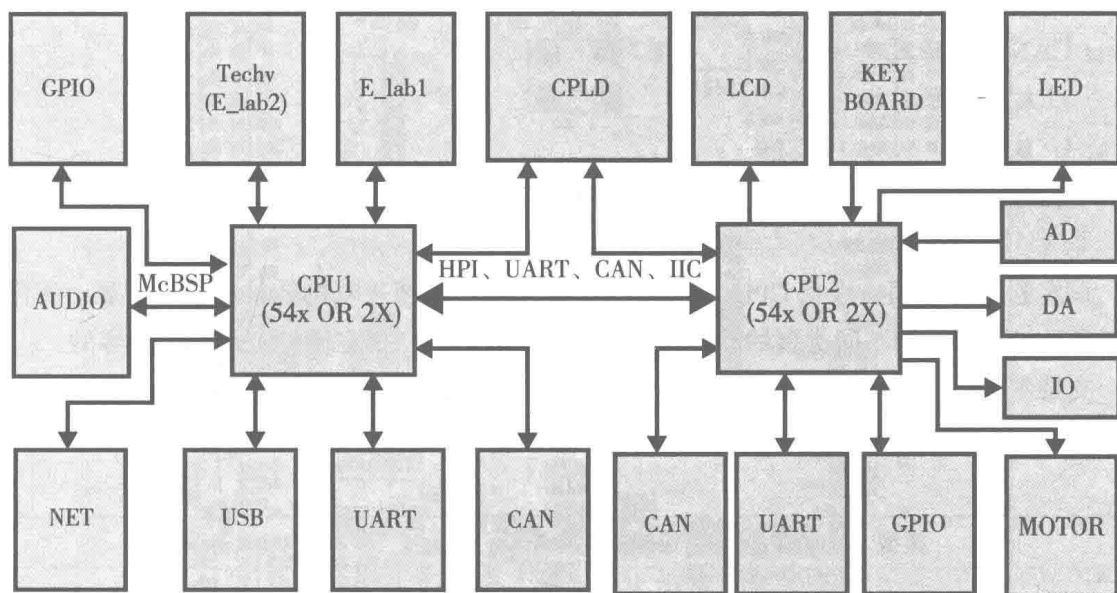 GPIO
Techv
(E_lab2)
E_lab1
CPLD
LCD
KEY
BOARD
LED
AUDIO
McBSP
CPU1
(54x OR 2X)
HPI、UART、CAN、IIC
CPU2
(54x OR 2X)
AD
DA
IO
NET
USB
UART
CAN
CAN
UART
GPIO
MOTOR